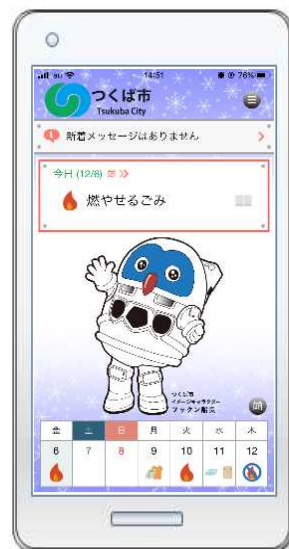 au
14:51
76%
つくば市
Tsukuba City
新着メッセージはありません
今日 (12/6)
燃やせるごみ
つくば市
イメージキャラクター
フックン船長
金 土 日 月 火 水 木
6 7 8 9 10 11 12